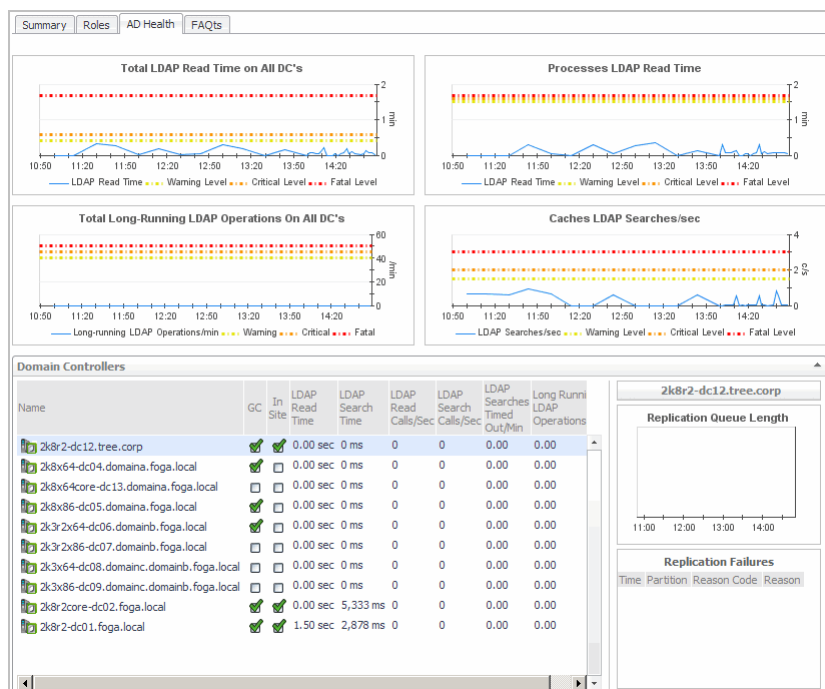 Summary Roles AD Health FAQts
Total LDAP Read Time on All DC's
2
1
0
min
10:50 11:20 11:50 12:20 12:50 13:20 13:50 14:20
LDAP Read Time Warning Level Critical Level Fatal Level
Processes LDAP Read Time
2
1
0
min
10:50 11:20 11:50 12:20 12:50 13:20 13:50 14:20
LDAP Read Time Warning Level Critical Level Fatal Level
Total Long-Running LDAP Operations On All DC's
60
40
20
0
/min
10:50 11:20 11:50 12:20 12:50 13:20 13:50 14:20
Long-running LDAP Operations/min Warning Critical Fatal
Caches LDAP Searches/sec
4
2
0
c/s
10:50 11:20 11:50 12:20 12:50 13:20 13:50 14:20
LDAP Searches/sec Warning Level Critical Level Fatal Level
Domain Controllers
Name GC In Site LDAP Read Time LDAP Search Time LDAP Read Calls/Sec LDAP Search Calls/Sec LDAP Searches Timed Out/Min Long Runni LDAP Operations
2k8r2-dc12.tree.corp 0.00 sec 0 ms 0 0 0.00 0.00
2k8x64-dc04.domaina.foga.local 0.00 sec 0 ms 0 0 0.00 0.00
2k8x64core-dc13.domaina.foga.local 0.00 sec 0 ms 0 0 0.00 0.00
2k8x86-dc05.domaina.foga.local 0.00 sec 0 ms 0 0 0.00 0.00
2k3r2x64-dc06.domainb.foga.local 0.00 sec 0 ms 0 0 0.00 0.00
2k3r2x86-dc07.domainb.foga.local 0.00 sec 0 ms 0 0 0.00 0.00
2k3x64-dc08.domainc.domainb.foga.local 0.00 sec 0 ms 0 0 0.00 0.00
2k3x86-dc09.domainc.domainb.foga.local 0.00 sec 0 ms 0 0 0.00 0.00
2k8r2core-dc02.foga.local 0.00 sec 5,333 ms 0 0 0.00 0.00
2k8r2-dc01.foga.local 1.50 sec 2,878 ms 0 0 0.00 0.00
2k8r2-dc12.tree.corp
Replication Queue Length
11:00 12:00 13:00 14:00
Replication Failures
Time Partition Reason Code Reason